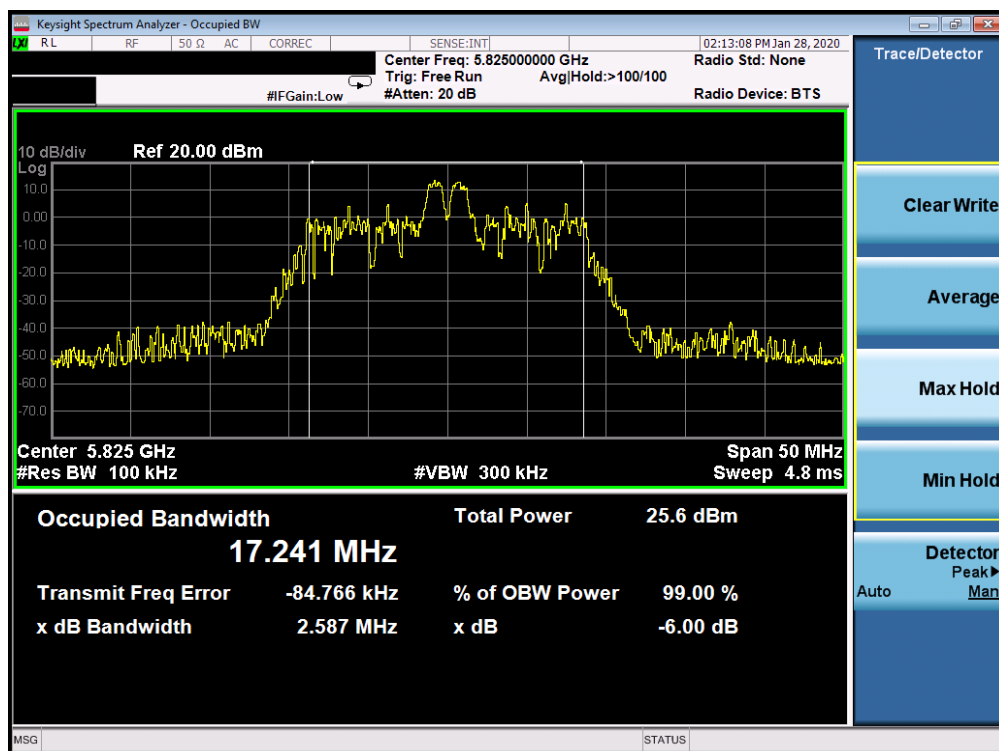 Keysight Spectrum Analyzer - Occupied BW
LXI RL RF 50 Ω AC CORREC SENSE:INT 02:13:08 PM Jan 28, 2020
Center Freq: 5.825000000 GHz Radio Std: None
Trig: Free Run Avg|Hold:>100/100
#IFGain:Low #Atten: 20 dB Radio Device: BTS
10 dB/div Ref 20.00 dBm
Log
10.0
0.00
-10.0
-20.0
-30.0
-40.0
-50.0
-60.0
-70.0
Center 5.825 GHz Span 50 MHz
#Res BW 100 kHz #VBW 300 kHz Sweep 4.8 ms
Occupied Bandwidth Total Power 25.6 dBm
17.241 MHz
Transmit Freq Error -84.766 kHz % of OBW Power 99.00 %
x dB Bandwidth 2.587 MHz x dB -6.00 dB
MSG STATUS
Trace/Detector
Clear Write
Average
Max Hold
Min Hold
Detector
Peak▶
Auto Man